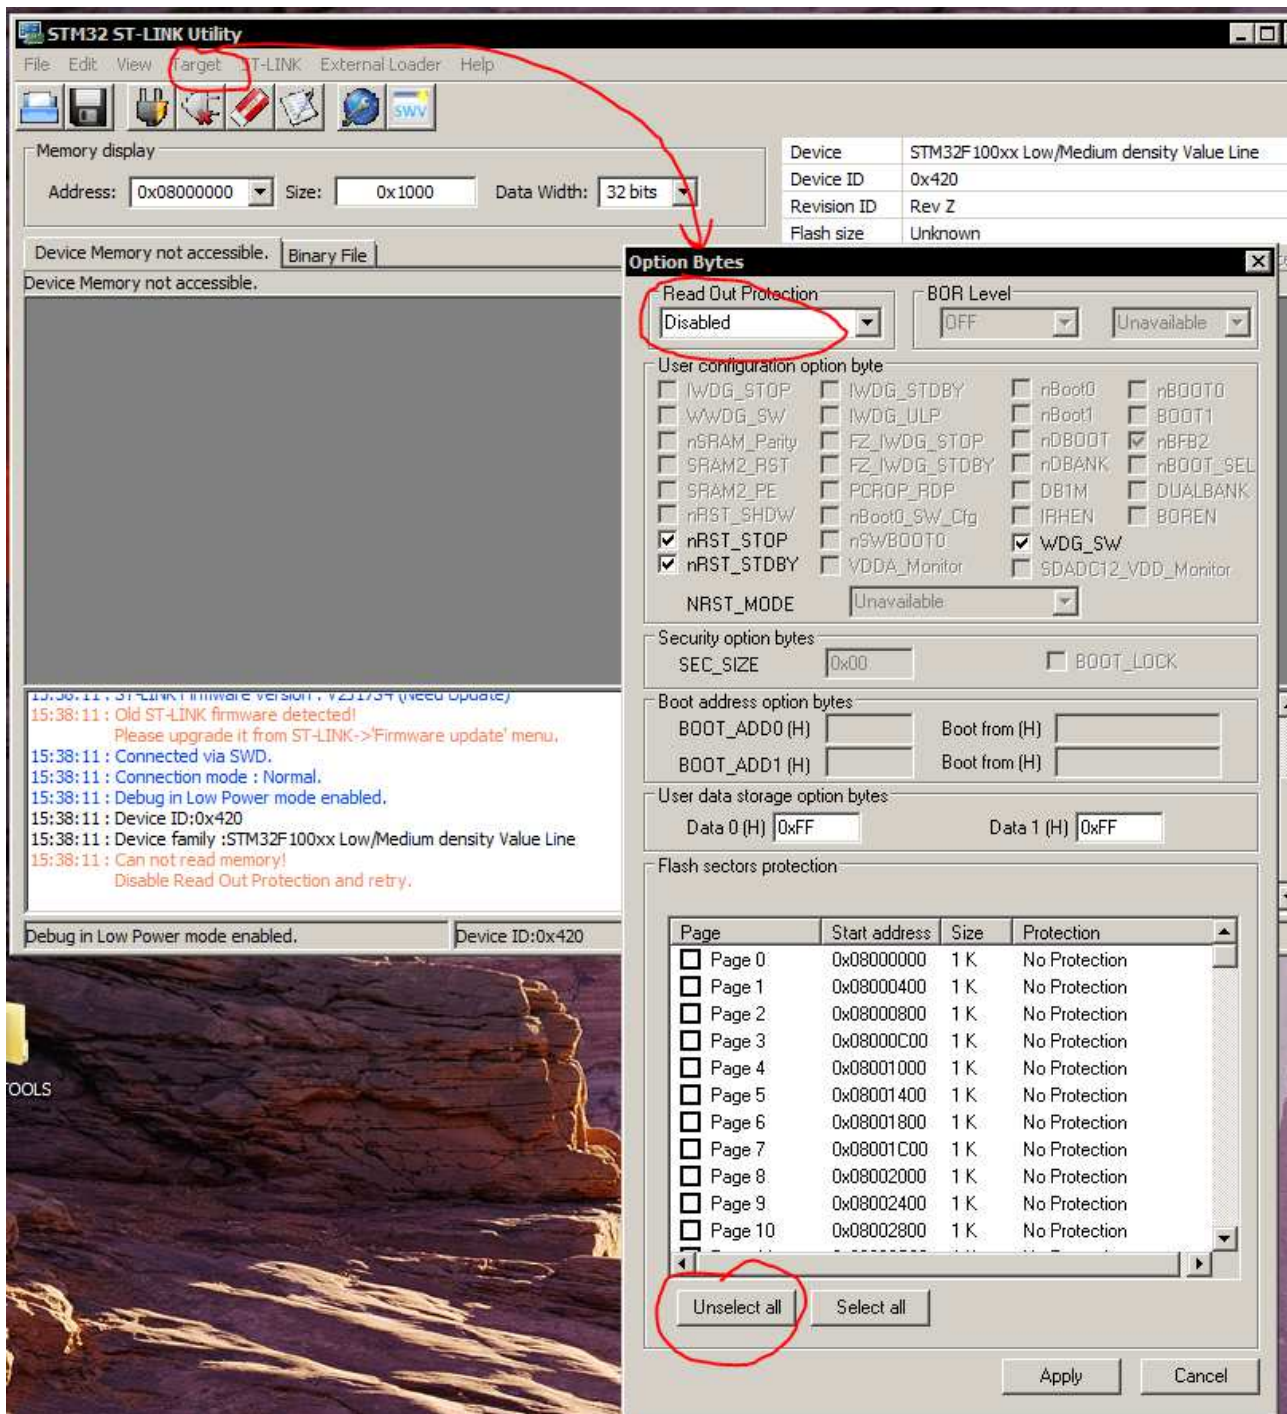 STM32 ST-LINK Utility
File Edit View Target ST-LINK External Loader Help
SWV
Memory display
Address: 0x08000000 Size: 0x1000 Data Width: 32 bits
Device STM32F100xx Low/Medium density Value Line
Device ID 0x420
Revision ID Rev Z
Flash size Unknown
Device Memory not accessible. Binary File
Device Memory not accessible.
Option Bytes
Read Out Protection BOR Level
Disabled OFF Unavailable
User configuration option byte
IWDG_STOP IWDG_STDBY nBoot0 nBOOT0
WWDG_SW IWDG_ULP nBoot1 BOOT1
nSRAM_Parity FZ_IWDG_STOP nDBOOT nBFB2
SRAM2_RST FZ_IWDG_STDBY nDBANK nBOOT_SEL
SRAM2_PE PCROP_RDP DB1M DUALBANK
nRST_SHDW nBoot0_SW_Cfg IRHEN BOREN
nRST_STOP nSWBOOT0 WDG_SW
nRST_STDBY VDDA_Monitor SDADC12_VDD_Monitor
NRST_MODE Unavailable
Security option bytes
SEC_SIZE 0x00 BOOT_LOCK
Boot address option bytes
BOOT_ADD0 (H) Boot from (H)
BOOT_ADD1 (H) Boot from (H)
User data storage option bytes
Data 0 (H) 0xFF Data 1 (H) 0xFF
Flash sectors protection
Page Start address Size Protection
Page 0 0x08000000 1 K No Protection
Page 1 0x08000400 1 K No Protection
Page 2 0x08000800 1 K No Protection
Page 3 0x08000C00 1 K No Protection
Page 4 0x08001000 1 K No Protection
Page 5 0x08001400 1 K No Protection
Page 6 0x08001800 1 K No Protection
Page 7 0x08001C00 1 K No Protection
Page 8 0x08002000 1 K No Protection
Page 9 0x08002400 1 K No Protection
Page 10 0x08002800 1 K No Protection
Unselect all Select all
Apply Cancel
15:38:11 : ST-LINK Firmware version : V2J17S4 (Need Update)
15:38:11 : Old ST-LINK firmware detected!
Please upgrade it from ST-LINK->'Firmware update' menu.
15:38:11 : Connected via SWD.
15:38:11 : Connection mode : Normal.
15:38:11 : Debug in Low Power mode enabled.
15:38:11 : Device ID:0x420
15:38:11 : Device family :STM32F100xx Low/Medium density Value Line
15:38:11 : Can not read memory!
Disable Read Out Protection and retry.
Debug in Low Power mode enabled. Device ID:0x420